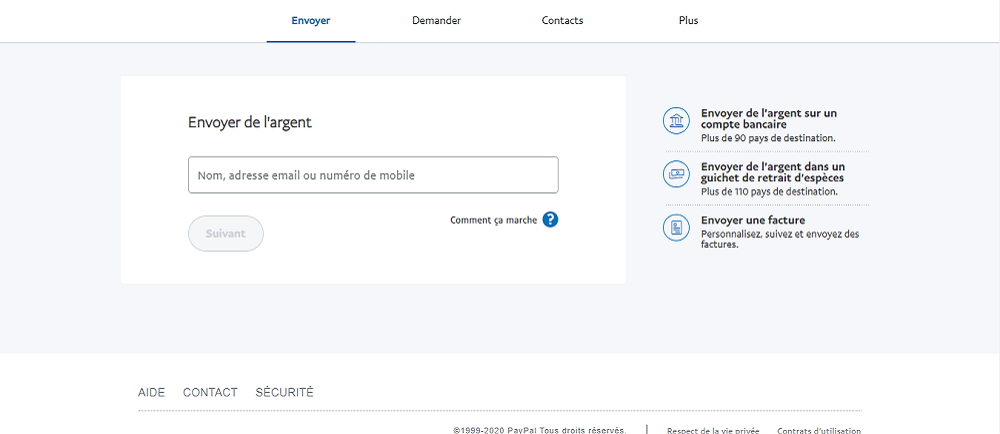 Envoyer Demander Contacts Plus
Envoyer de l'argent
Nom, adresse email ou numéro de mobile
Suivant
Comment ça marche ?
Envoyer de l'argent sur un
compte bancaire
Plus de 90 pays de destination.
Envoyer de l'argent dans un
guichet de retrait d'espèces
Plus de 110 pays de destination.
Envoyer une facture
Personnalisez, suivez et envoyez des
factures.
AIDE CONTACT SÉCURITÉ
©1999-2020 PayPal Tous droits réservés. | Respect de la vie privée Contrats d'utilisation